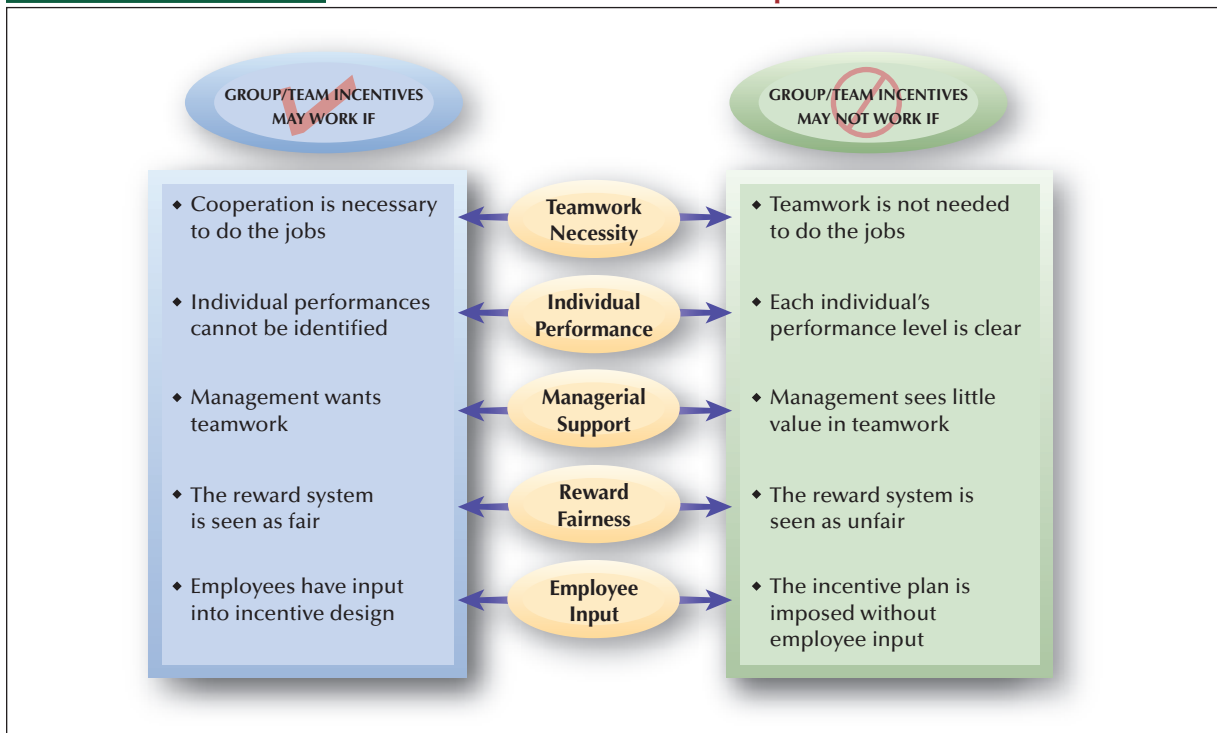 GROUP/TEAM INCENTIVES
MAY WORK IF
GROUP/TEAM INCENTIVES
MAY NOT WORK IF
◆ Cooperation is necessary
to do the jobs
Teamwork
Necessity
◆ Teamwork is not needed
to do the jobs
◆ Individual performances
cannot be identified
Individual
Performance
◆ Each individual’s
performance level is clear
◆ Management wants
teamwork
Managerial
Support
◆ Management sees little
value in teamwork
◆ The reward system
is seen as fair
Reward
Fairness
◆ The reward system is
seen as unfair
◆ Employees have input
into incentive design
Employee
Input
◆ The incentive plan is
imposed without
employee input